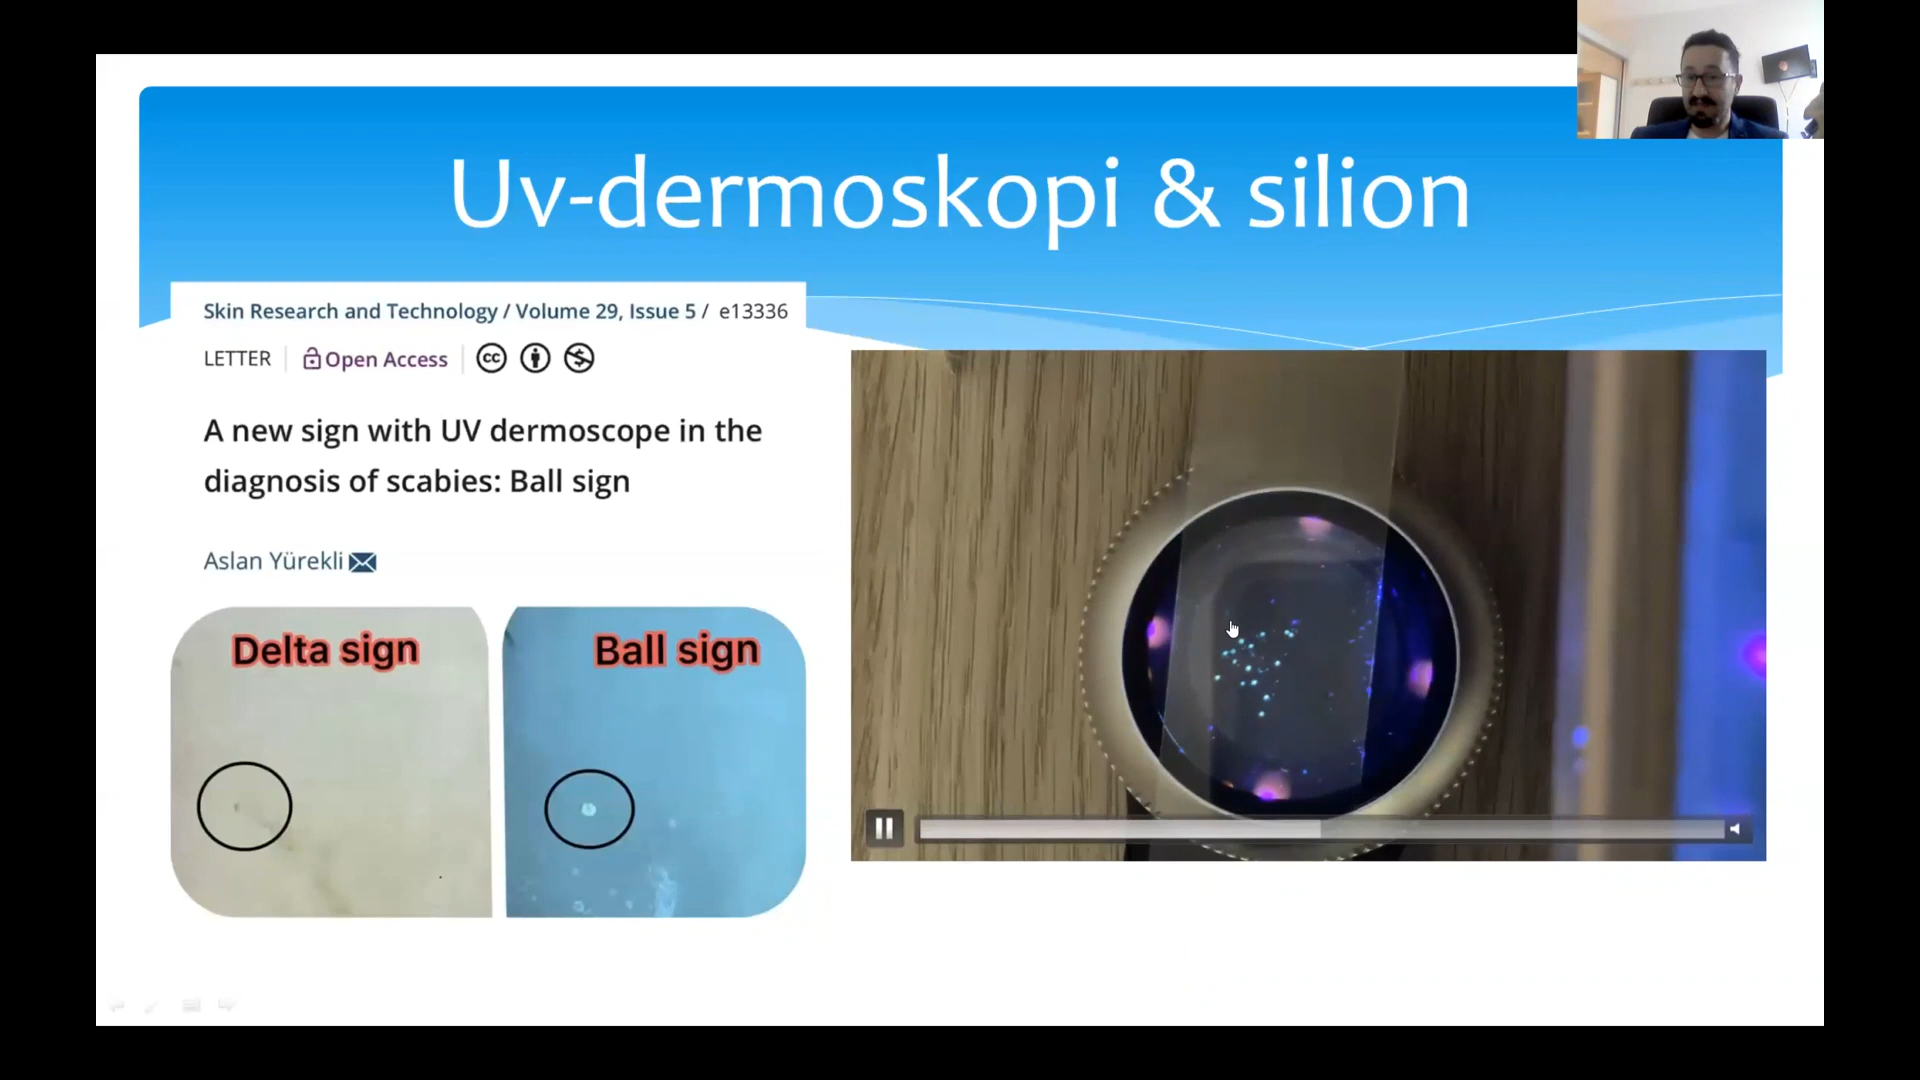 Uv-dermoskopi & silion
Skin Research and Technology / Volume 29, Issue 5 / e13336
LETTER Open Access cc
A new sign with UV dermoscope in the
diagnosis of scabies: Ball sign
Aslan Yürekli
Delta sign
Ball sign